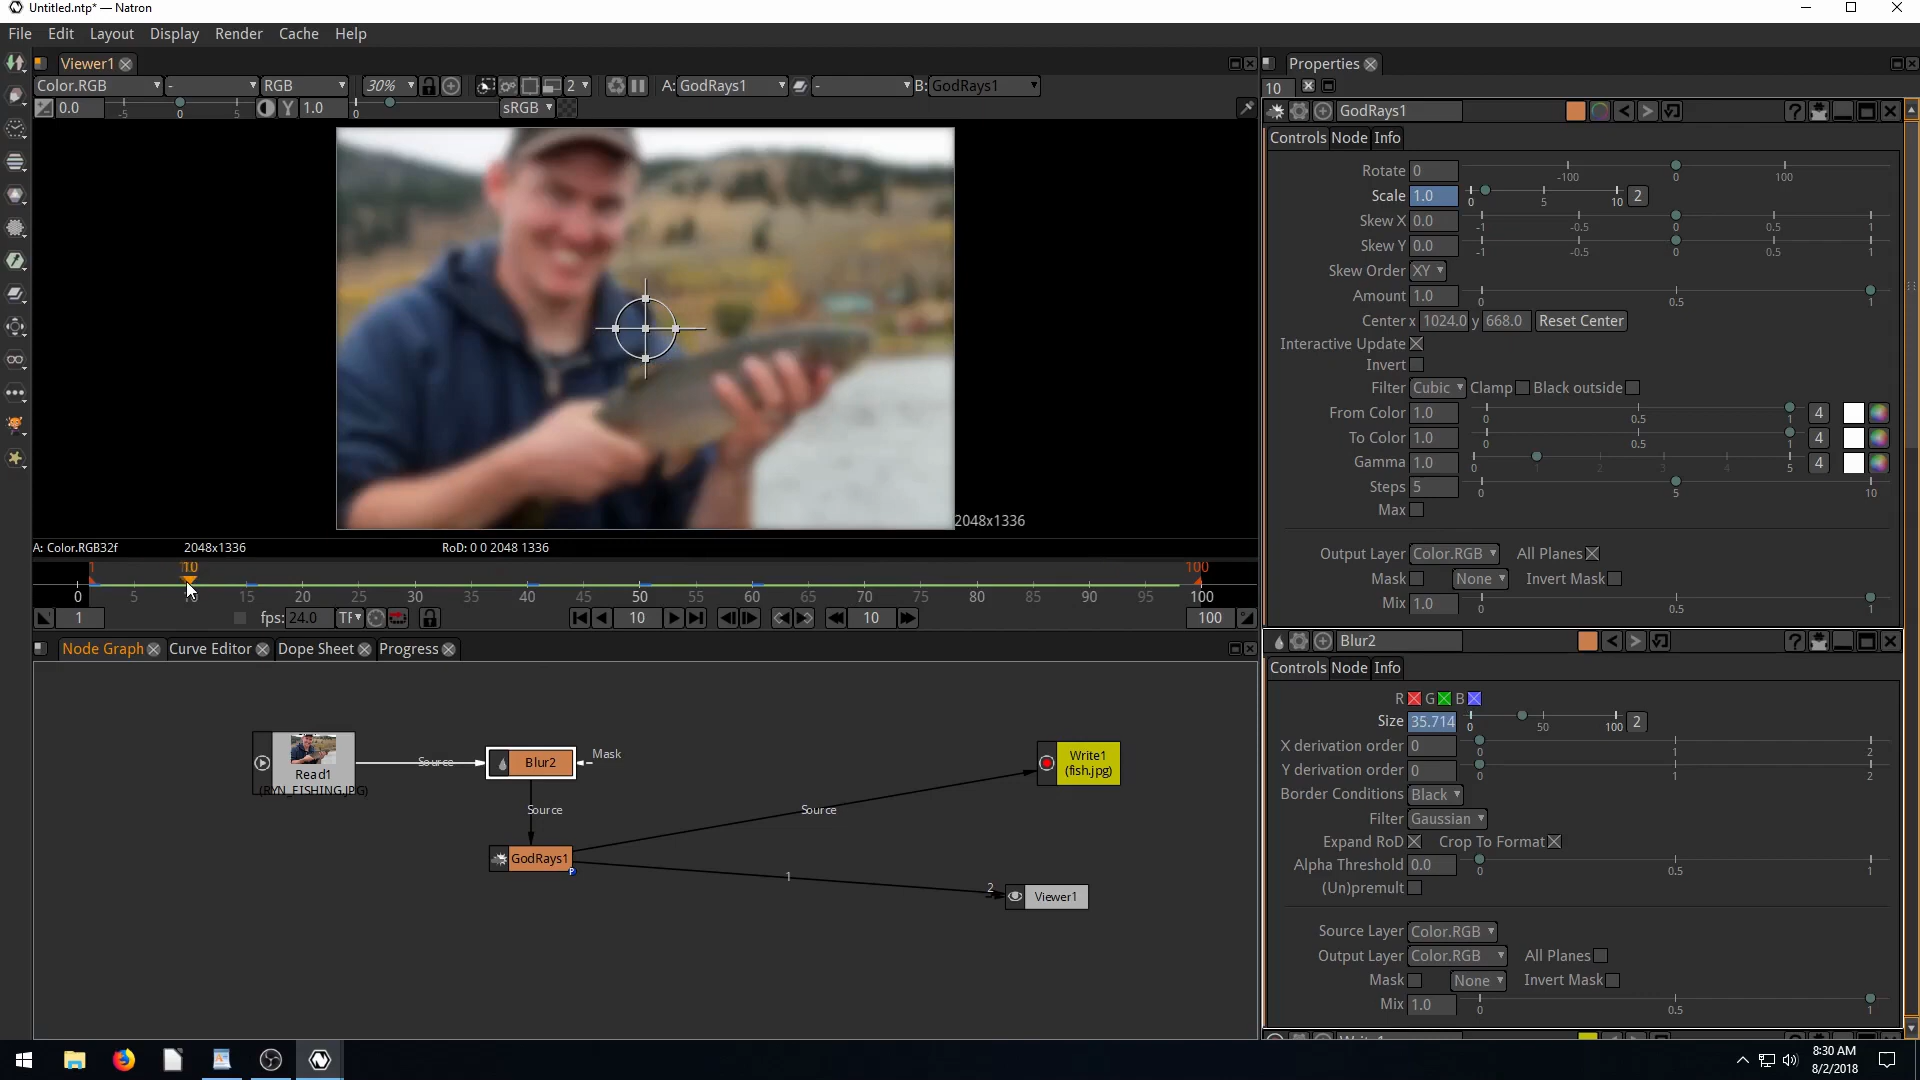 Untitled.ntp* — Natron
File Edit Layout Display Render Cache Help
Viewer1
Color.RGB - RGB 30% 2 A: GodRays1 - B: GodRays1
0.0 -5 0 5 Y 1.0 0 sRGB
2048x1336
A: Color.RGB32f 2048x1336 RoD: 0 0 2048 1336
1 10 100
0 5 10 15 20 25 30 35 40 45 50 55 60 65 70 75 80 85 90 95 100
1 fps: 24.0 10 10 100
Node Graph Curve Editor Dope Sheet Progress
Read1
(RYN_FISHING.JPG)
Source
Blur2
Mask
Source
GodRays1
P
Source
1
2
Write1
(fish.jpg)
Viewer1
Properties
10
GodRays1
Controls Node Info
Rotate 0 -100 0 100
Scale 1.0 0 5 10 2
Skew X 0.0 -1 -0.5 0 0.5 1
Skew Y 0.0 -1 -0.5 0 0.5 1
Skew Order XY
Amount 1.0 0 0.5 1
Center x 1024.0 y 668.0 Reset Center
Interactive Update
Invert
Filter Cubic Clamp Black outside
From Color 1.0 0 0.5 1 4
To Color 1.0 0 0.5 1 4
Gamma 1.0 0 1 2 3 4 5 4
Steps 5 0 5 10
Max
Output Layer Color.RGB All Planes
Mask None Invert Mask
Mix 1.0 0 0.5 1
Blur2
Controls Node Info
R G B
Size 35.714 0 50 100 2
X derivation order 0 0 1 2
Y derivation order 0 0 1 2
Border Conditions Black
Filter Gaussian
Expand RoD Crop To Format
Alpha Threshold 0.0 0 0.5 1
(Un)premult
Source Layer Color.RGB
Output Layer Color.RGB All Planes
Mask None Invert Mask
Mix 1.0 0 0.5 1
8:30 AM
8/2/2018